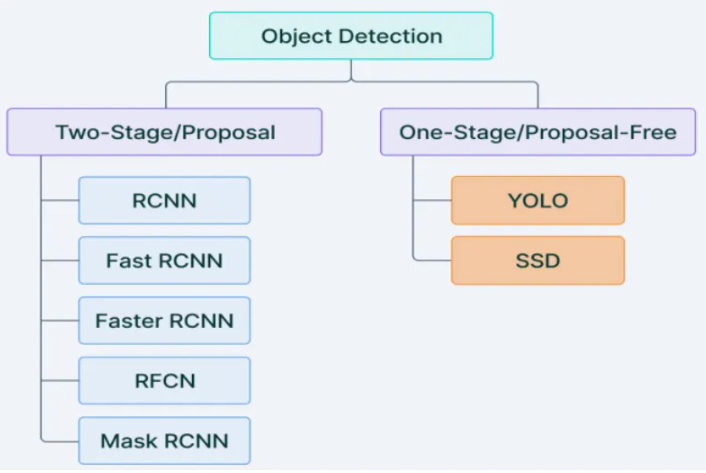 Object Detection
Two-Stage/Proposal
One-Stage/Proposal-Free
RCNN
YOLO
Fast RCNN
SSD
Faster RCNN
RFCN
Mask RCNN